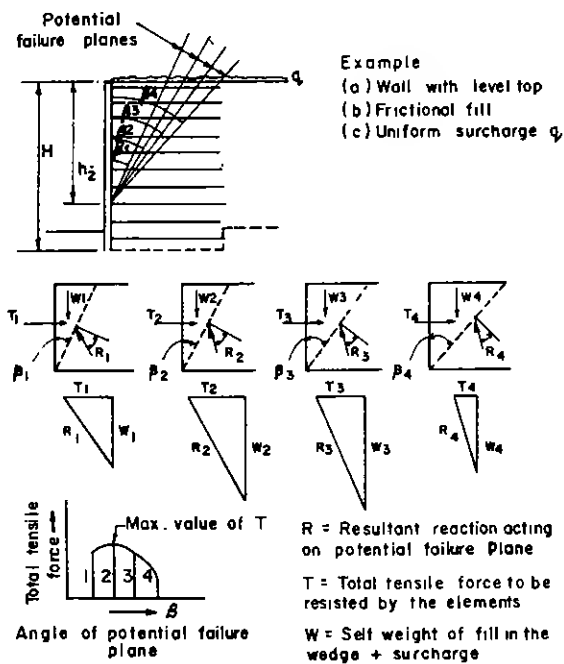 Potential
failure planes
q
Example
(a) Wall with level top
(b) Frictional fill
(c) Uniform surcharge q
β4
β3
β2
H
h2
W1
W2
W3
W4
T1
T2
T3
T4
R1
R2
R3
R4
β1
β2
β3
β4
T1
T2
T3
T4
R1
W1
R2
W2
R3
W3
R4
W4
Total tensile
force
Max. value of T
1 2 3 4
β
Angle of potential failure
plane
R = Resultant reaction acting
on potential failure Plane
T = Total tensile force to be
resisted by the elements
W = Self weight of fill in the
wedge + surcharge